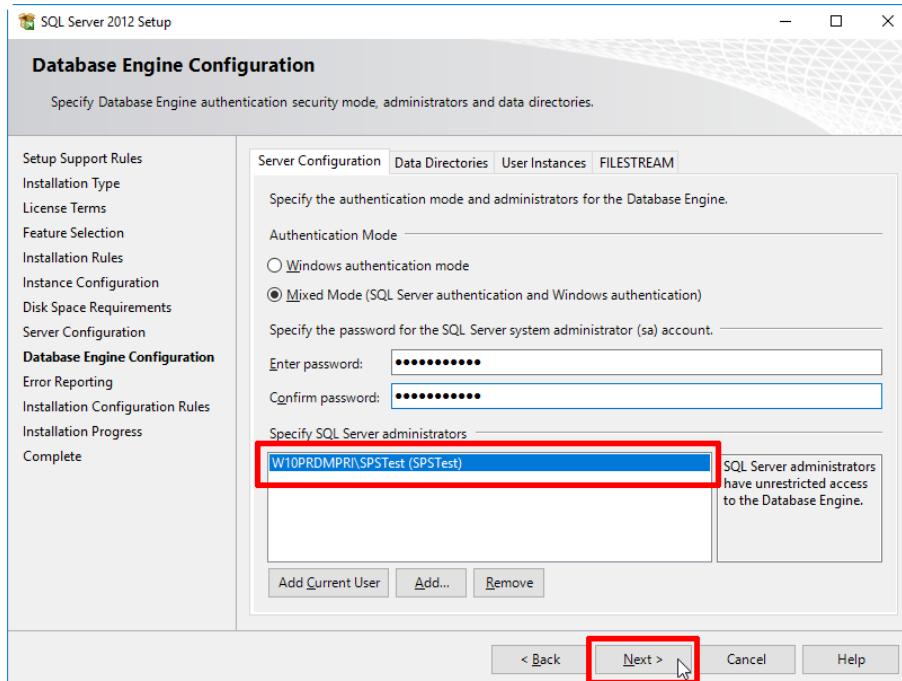 SQL Server 2012 Setup
Database Engine Configuration
Specify Database Engine authentication security mode, administrators and data directories.
Setup Support Rules
Installation Type
License Terms
Feature Selection
Installation Rules
Instance Configuration
Disk Space Requirements
Server Configuration
Database Engine Configuration
Error Reporting
Installation Configuration Rules
Installation Progress
Complete
Server Configuration Data Directories User Instances FILESTREAM
Specify the authentication mode and administrators for the Database Engine.
Authentication Mode
Windows authentication mode
Mixed Mode (SQL Server authentication and Windows authentication)
Specify the password for the SQL Server system administrator (sa) account.
Enter password: ●●●●●●●●●●●
Confirm password: ●●●●●●●●●●●
Specify SQL Server administrators
W10PRDMPRI\SPSTest (SPSTest)
SQL Server administrators
have unrestricted access
to the Database Engine.
Add Current User Add... Remove
< Back Next > Cancel Help